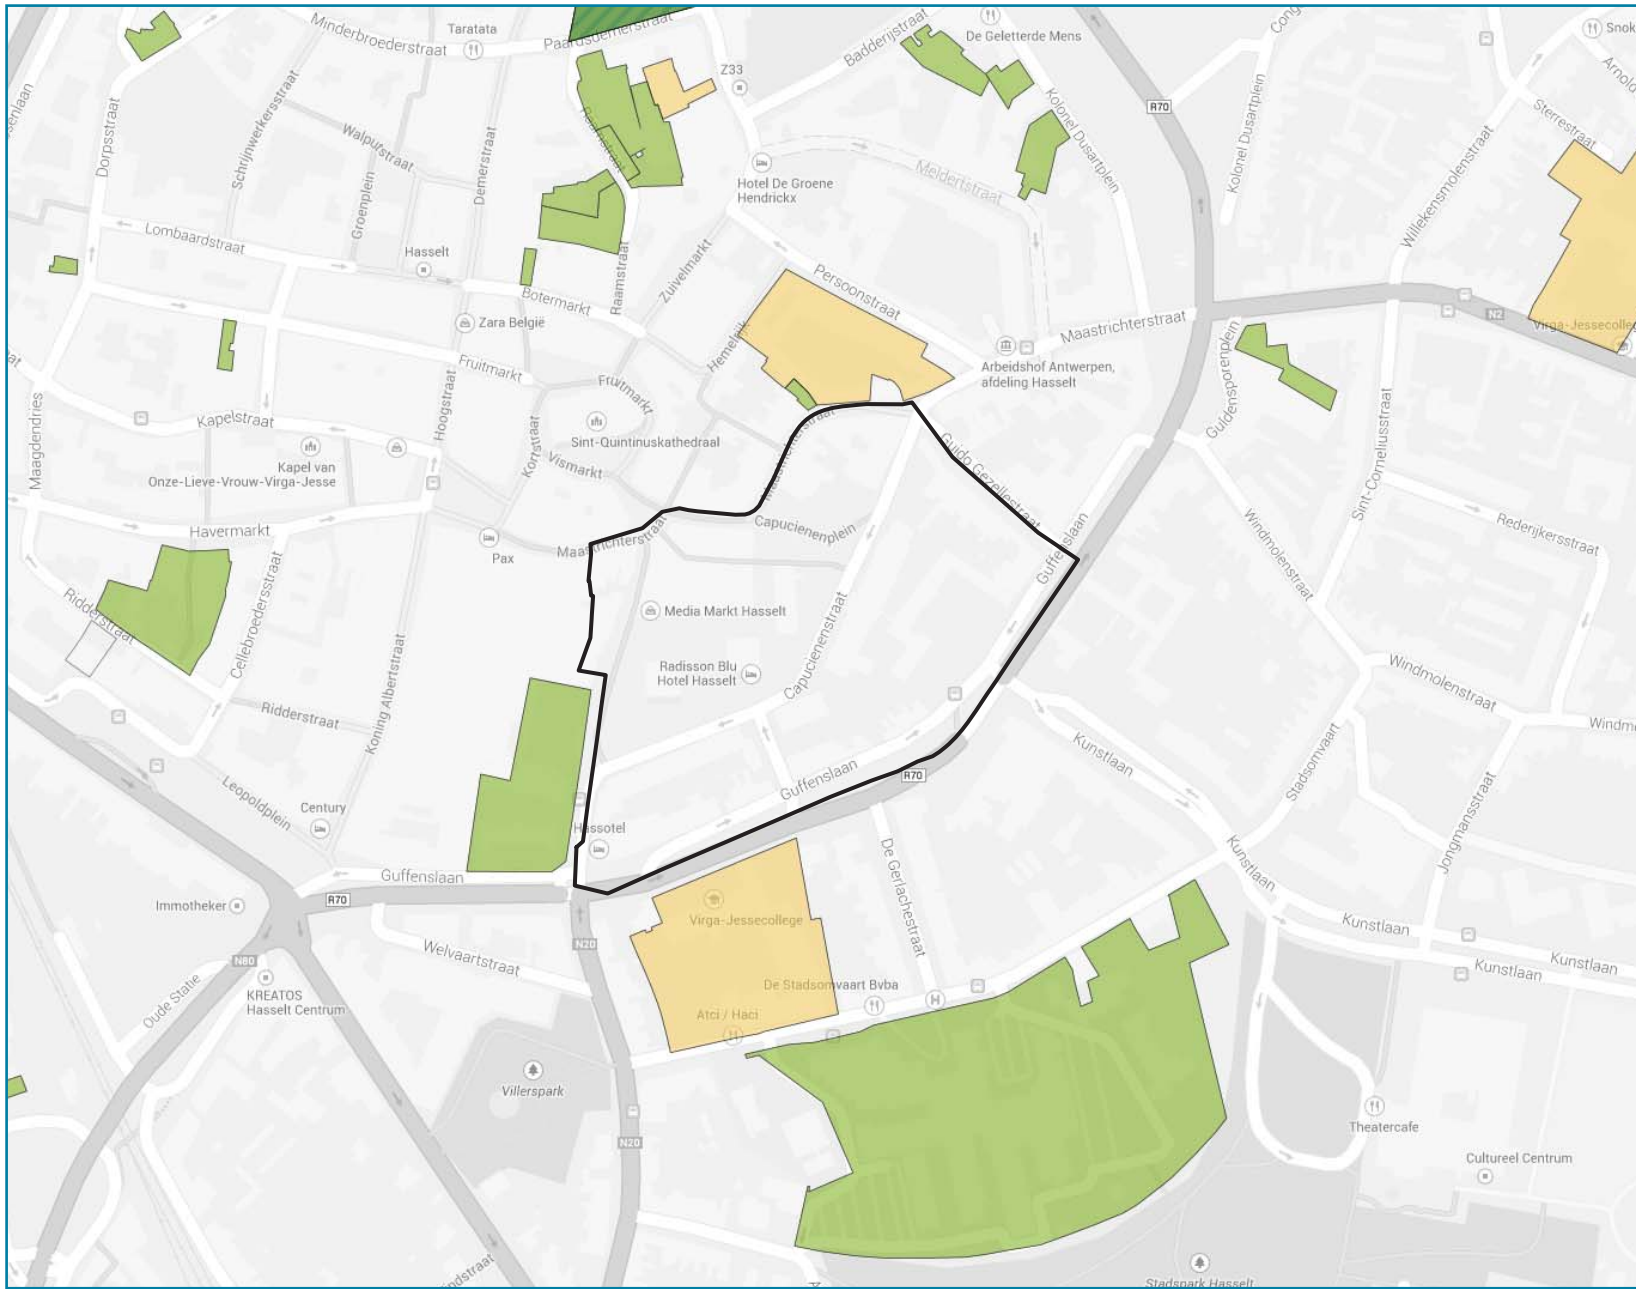 Minderbroederstraat
Taratata
Paardsdemerstraat
Badderijstraat
De Geletterde Mens
Z33
R70
Kolonel Dusartplein
Kolonel Dusartplein
Sterrestraat
Dorpsstraat
Schrijnwerkersstraat
Walputstraat
Groenplein
Demerstraat
Raamstraat
Hotel De Groene
Hendrickx
Meldertstraat
Willekensmolenstraat
Lombaardstraat
Hasselt
Botermarkt
Raamstraat
Zuivelmarkt
Persoonstraat
Zara België
Hemelrijk
Maastrichterstraat
N2
Arbeidshof Antwerpen,
afdeling Hasselt
Guldensporenplein
Fruitmarkt
Fruitmarkt
Maagdendries
Kapelstraat
Hoogstraat
Kortstraat
Sint-Quintinuskathedraal
Vismarkt
Maastrichterstraat
Guido Gezellestraat
Sint-Corneliusstraat
Kapel van
Onze-Lieve-Vrouw-Virga-Jesse
Havermarkt
Pax
Maastrichterstraat
Capucienenplein
Guffenslaan
Windmolenstraat
Rederijkersstraat
Ridderstraat
Cellebroedersstraat
Koning Albertstraat
Media Markt Hasselt
Radisson Blu
Hotel Hasselt
Capucienenstraat
Ridderstraat
Windmolenstraat
Stadsomvaart
Kunstlaan
Leopoldplein
Century
Guffenslaan
R70
Hassotel
Jongmansstraat
Kunstlaan
De Gerlachestraat
Guffenslaan
R70
Immotheker
Virga-Jessecollege
Kunstlaan
Kunstlaan
Kunstlaan
Welvaartstraat
N20
N80
Oude Statie
KREATOS
Hasselt Centrum
De Stadsomvaart Bvba
Atci / Haci
Villerspark
N20
Theatercafe
Cultureel Centrum
Stadspark Hasselt